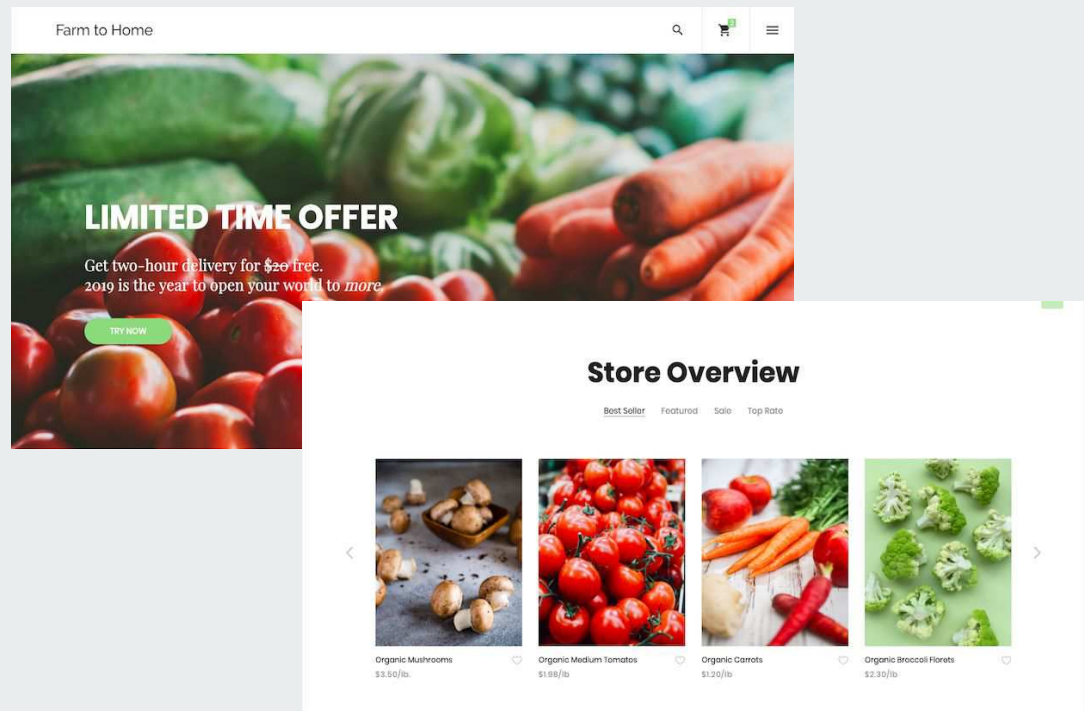 Farm to Home
LIMITED TIME OFFER
Get two-hour delivery for $20 free.
2019 is the year to open your world to more.
TRY NOW
Store Overview
Best Seller Featured Sale Top Rate
Organic Mushrooms
$3.50/lb.
Organic Medium Tomatos
$1.98/lb
Organic Carrots
$1.20/lb
Organic Broccoli Florets
$2.30/lb